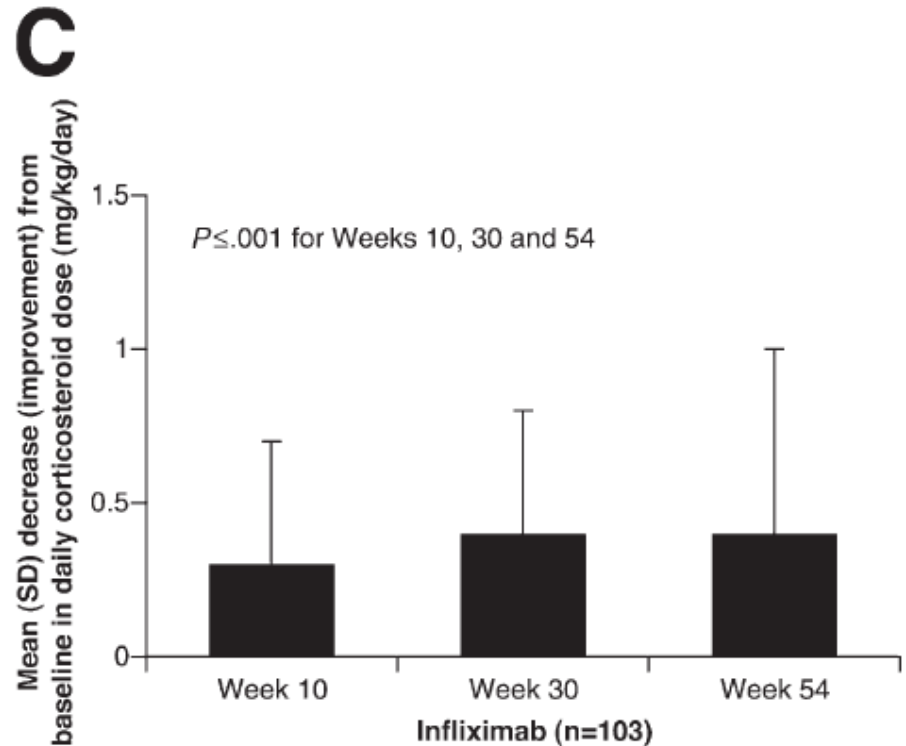 C
Mean (SD) decrease (improvement) from
baseline in daily corticosteroid dose (mg/kg/day)
1.5
P≤.001 for Weeks 10, 30 and 54
1
0.5
0
Week 10 Week 30 Week 54
Infliximab (n=103)